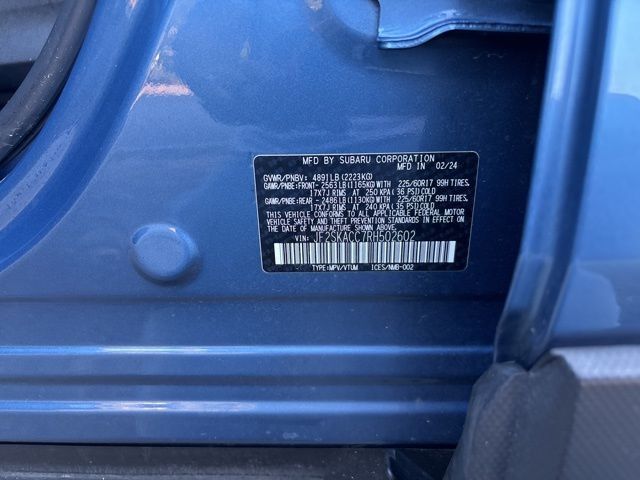 MFD BY SUBARU CORPORATION
MFD IN 02/24
GVWR/PNBV: 4891LB (2223KG)
GAWR/PNBE:FRONT- 2563LB(1165KG)WITH 225/60R17 99H TIRES,
17X7J RIMS AT 250 KPA( 36 PSI)COLD
GAWR/PNBE:REAR - 2486LB(1130KG)WITH 225/60R17 99H TIRES,
17X7J RIMS AT 240 KPA( 35 PSI)COLD
THIS VEHICLE CONFORMS TO ALL APPLICABLE FEDERAL MOTOR
VEHICLE SAFETY AND THEFT PREVENTION STANDARDS IN EFFECT ON
THE DATE OF MANUFACTURE SHOWN ABOVE.
VIN: JF2SKACC7RH502602
TYPE:MPV/VTUM ICES/NMB-002